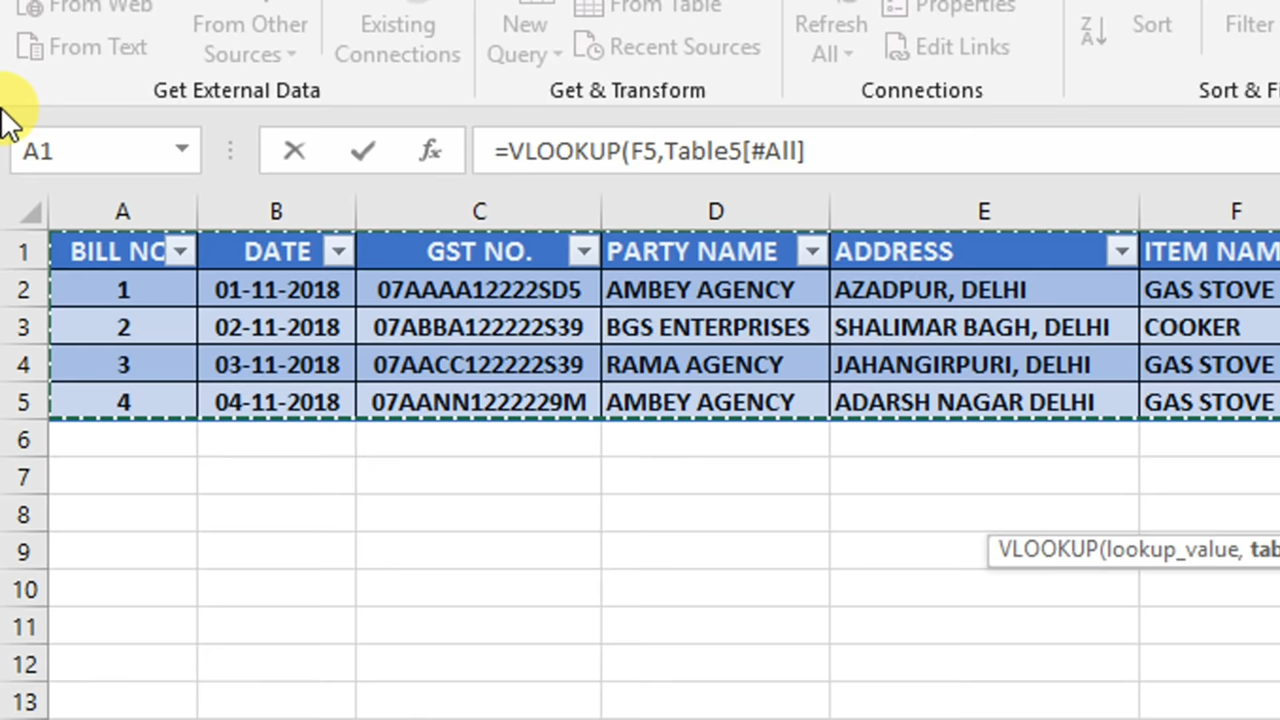 From Web
From Text
From Other
Sources
Existing
Connections
Get External Data
New
Query
From Table
Recent Sources
Get & Transform
Refresh
All
Properties
Edit Links
Connections
Sort
Filter
Sort & Fi
A1
fx
=VLOOKUP(F5,Table5[#All]
A B C D E F
1 BILL NO DATE GST NO. PARTY NAME ADDRESS ITEM NAM
2 1 01-11-2018 07AAAA12222SD5 AMBEY AGENCY AZADPUR, DELHI GAS STOVE
3 2 02-11-2018 07ABBA122222S39 BGS ENTERPRISES SHALIMAR BAGH, DELHI COOKER
4 3 03-11-2018 07AACC122222S39 RAMA AGENCY JAHANGIRPURI, DELHI GAS STOVE
5 4 04-11-2018 07AANN1222229M AMBEY AGENCY ADARSH NAGAR DELHI GAS STOVE
6
7
8
9
VLOOKUP(lookup_value, tab
10
11
12
13